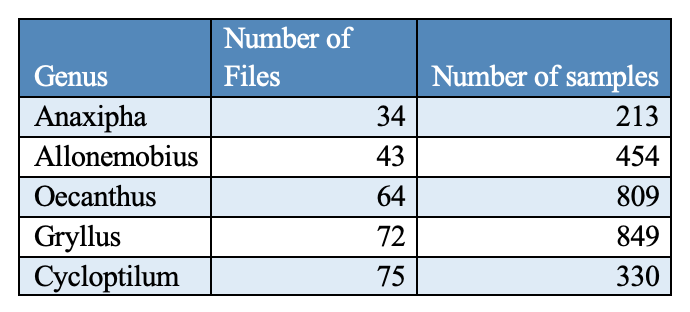 Genus Number of Files Number of samples
Anaxipha 34 213
Allonemobius 43 454
Oecanthus 64 809
Gryllus 72 849
Cycloptilum 75 330